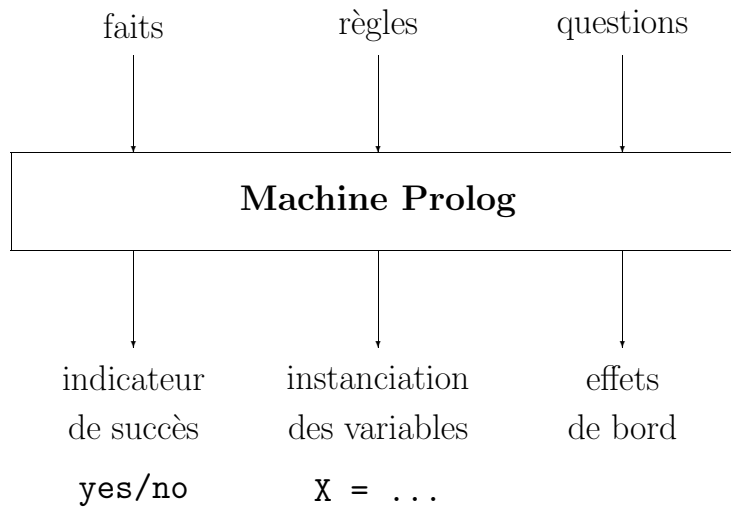 faits règles questions
Machine Prolog
indicateur instanciation effets
de succès des variables de bord
yes/no X = ...